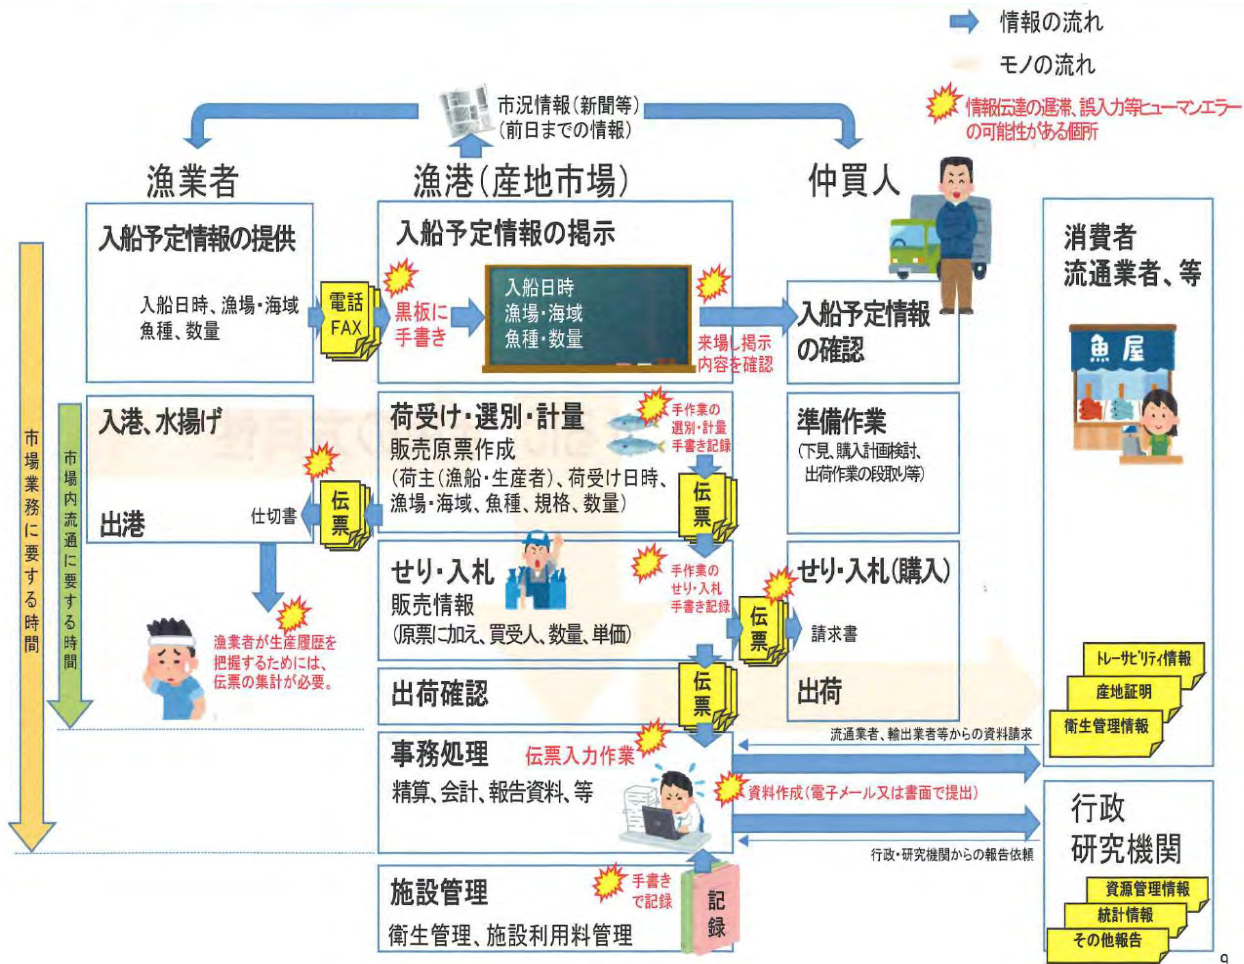 情報の流れ
モノの流れ
情報伝達の遅滞、誤入力等ヒューマンエラー
の可能性がある個所
市況情報(新聞等)
(前日までの情報)
漁業者
漁港(産地市場)
仲買人
入船予定情報の提供
入船日時、漁場・海域
魚種、数量
電話
FAX
入船予定情報の掲示
黒板に
手書き
入船日時
漁場・海域
魚種・数量
来場し掲示
内容を確認
入船予定情報
の確認
消費者
流通業者、等
魚屋
市場業務に要する時間
市場内流通に要する時間
入港、水揚げ
出港
仕切書
伝票
荷受け・選別・計量
販売原票作成
(荷主(漁船・生産者)、荷受け日時、
漁場・海域、魚種、規格、数量)
手作業の
選別・計量
手書き記録
伝票
準備作業
(下見、購入計画検討、
出荷作業の段取り等)
漁業者が生産履歴を
把握するためには、
伝票の集計が必要。
せり・入札
販売情報
(原票に加え、買受人、数量、単価)
手作業の
せり・入札
手書き記録
伝票
せり・入札(購入)
請求書
出荷
出荷確認
伝票
トレーサビリティ情報
産地証明
衛生管理情報
事務処理
伝票入力作業
精算、会計、報告資料、等
流通業者、輸出業者等からの資料請求
資料作成(電子メール又は書面で提出)
行政・研究機関からの報告依頼
行政
研究機関
資源管理情報
統計情報
その他報告
施設管理
衛生管理、施設利用料管理
手書き
で記録
記録
9